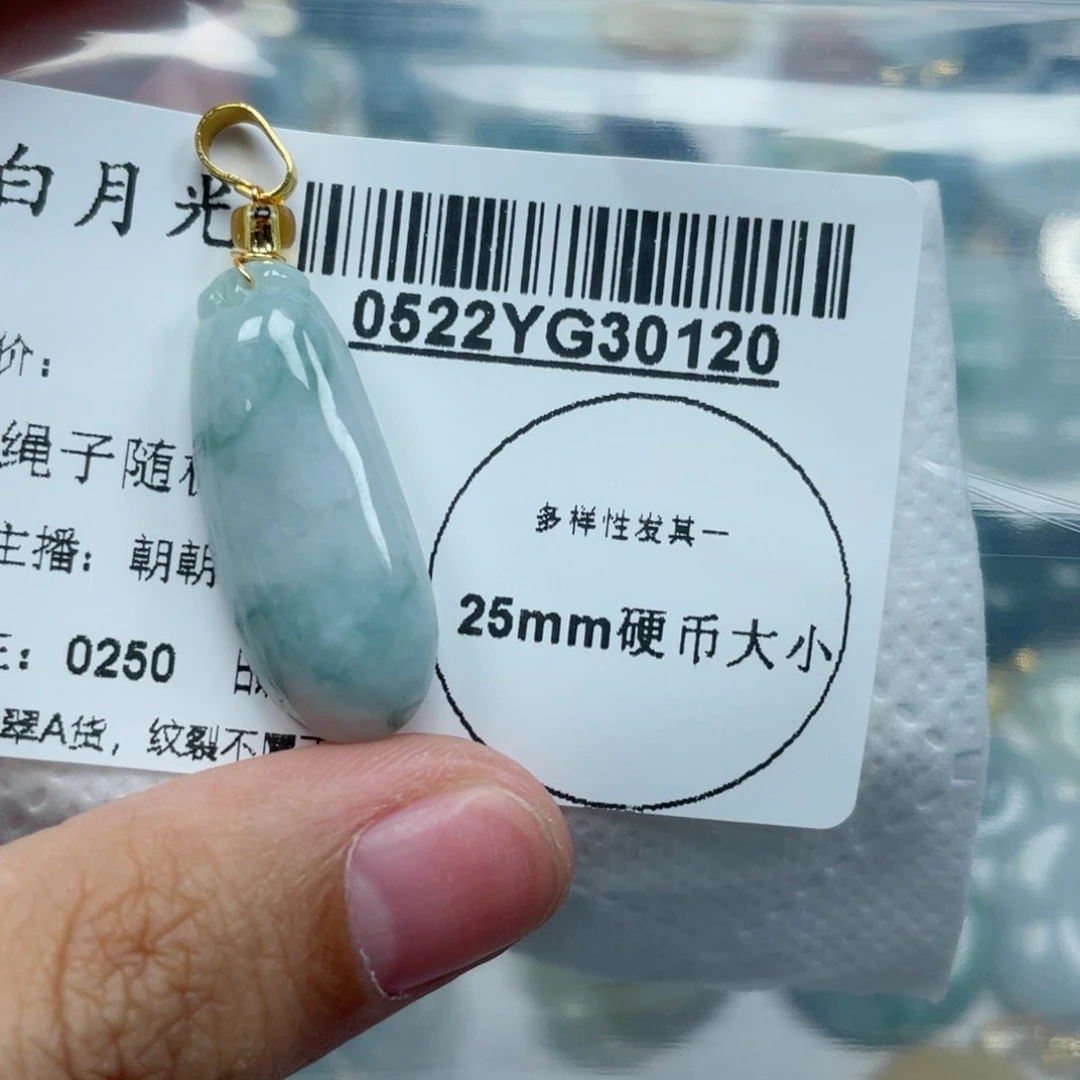 白月光
0522YG30120
价：
绳子随
主播：朝朝
多样性发其一
25mm硬币大小
：0250
翠A货，纹裂不